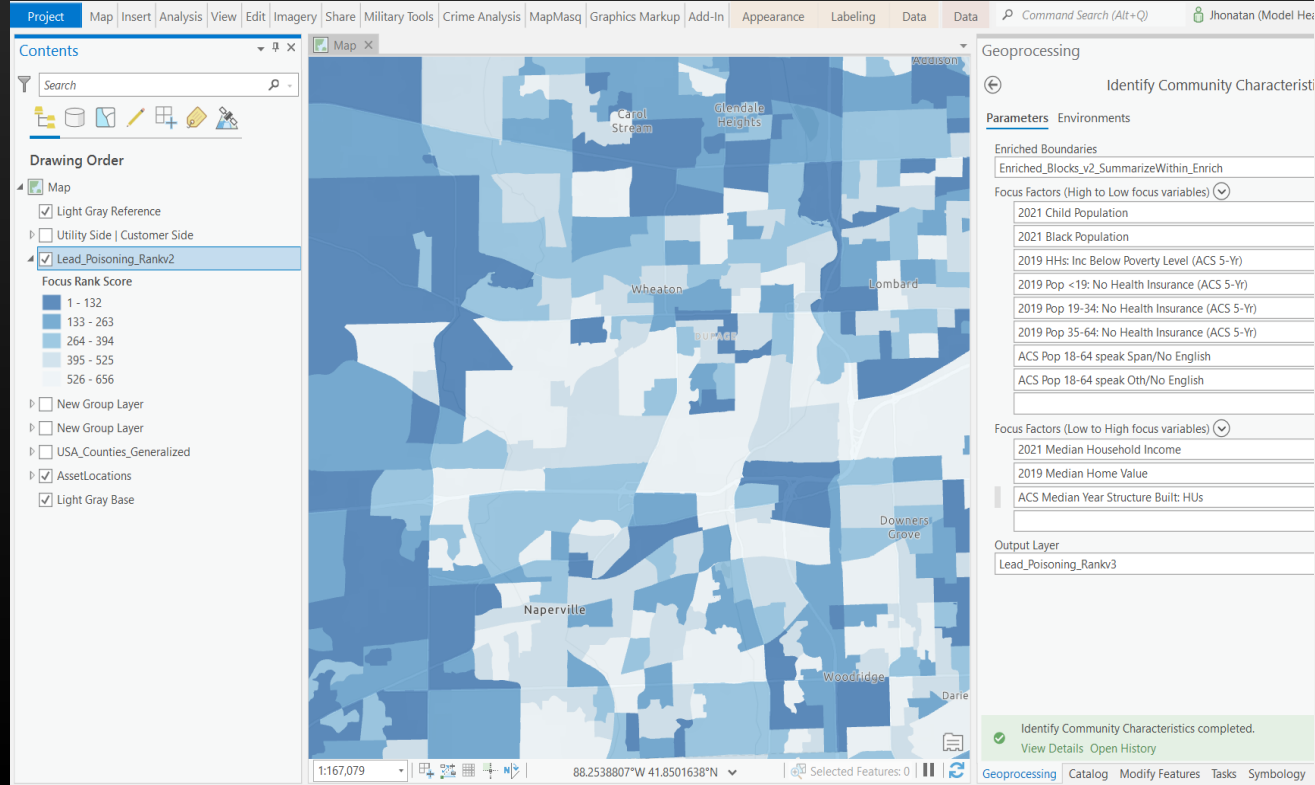 Project Map Insert Analysis View Edit Imagery Share Military Tools Crime Analysis MapMasq Graphics Markup Add-In Appearance Labeling Data Data Command Search (Alt+Q) Jhonatan (Model Hea
Contents
Search
Drawing Order
Map
Light Gray Reference
Utility Side | Customer Side
Lead_Poisoning_Rankv2
Focus Rank Score
1 - 132
133 - 263
264 - 394
395 - 525
526 - 656
New Group Layer
New Group Layer
USA_Counties_Generalized
AssetLocations
Light Gray Base
Map
Addison
Carol
Stream
Glendale
Heights
Wheaton
Lombard
DUPAGE
Downers
Grove
Naperville
Woodridge
Darie
1:167,079
88.2538807°W 41.8501638°N
Selected Features: 0
Geoprocessing
Identify Community Characteristi
Parameters Environments
Enriched Boundaries
Enriched_Blocks_v2_SummarizeWithin_Enrich
Focus Factors (High to Low focus variables)
2021 Child Population
2021 Black Population
2019 HHs: Inc Below Poverty Level (ACS 5-Yr)
2019 Pop <19: No Health Insurance (ACS 5-Yr)
2019 Pop 19-34: No Health Insurance (ACS 5-Yr)
2019 Pop 35-64: No Health Insurance (ACS 5-Yr)
ACS Pop 18-64 speak Span/No English
ACS Pop 18-64 speak Oth/No English
Focus Factors (Low to High focus variables)
2021 Median Household Income
2019 Median Home Value
ACS Median Year Structure Built: HUs
Output Layer
Lead_Poisoning_Rankv3
Identify Community Characteristics completed.
View Details Open History
Geoprocessing Catalog Modify Features Tasks Symbology